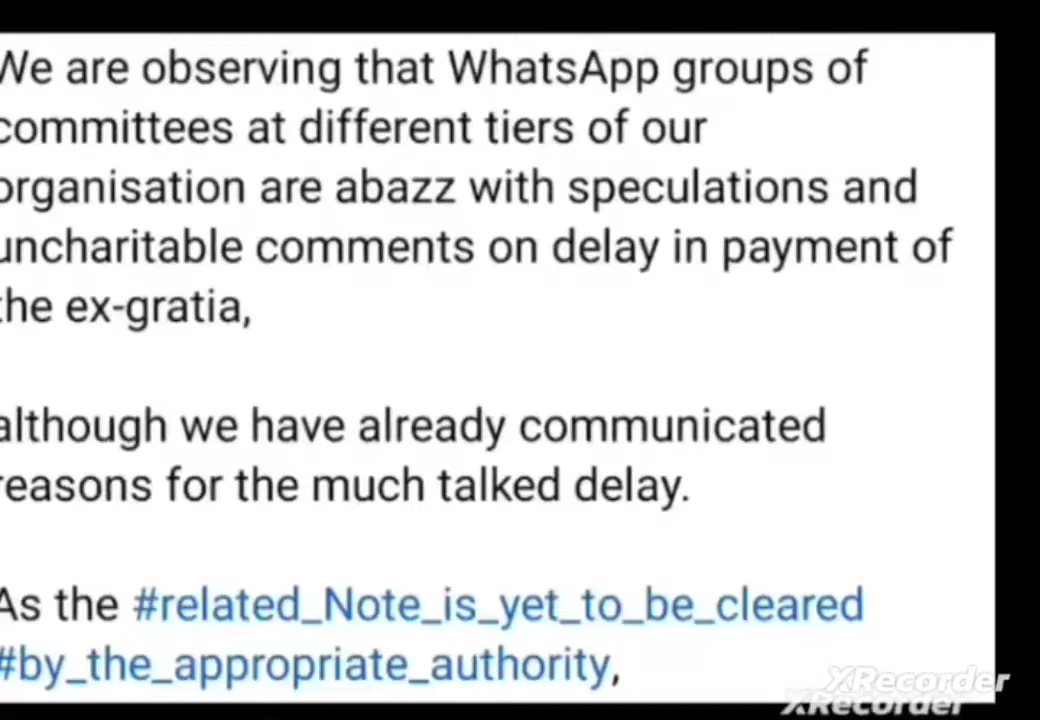 We are observing that WhatsApp groups of
committees at different tiers of our
organisation are abazz with speculations and
uncharitable comments on delay in payment of
the ex-gratia,
although we have already communicated
reasons for the much talked delay.
As the #related_Note_is_yet_to_be_cleared
#by_the_appropriate_authority,
XRecorder
XRecorder